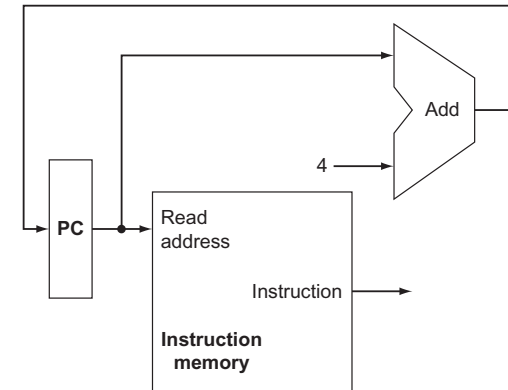 Add
4
PC
Read
address
Instruction
Instruction
memory